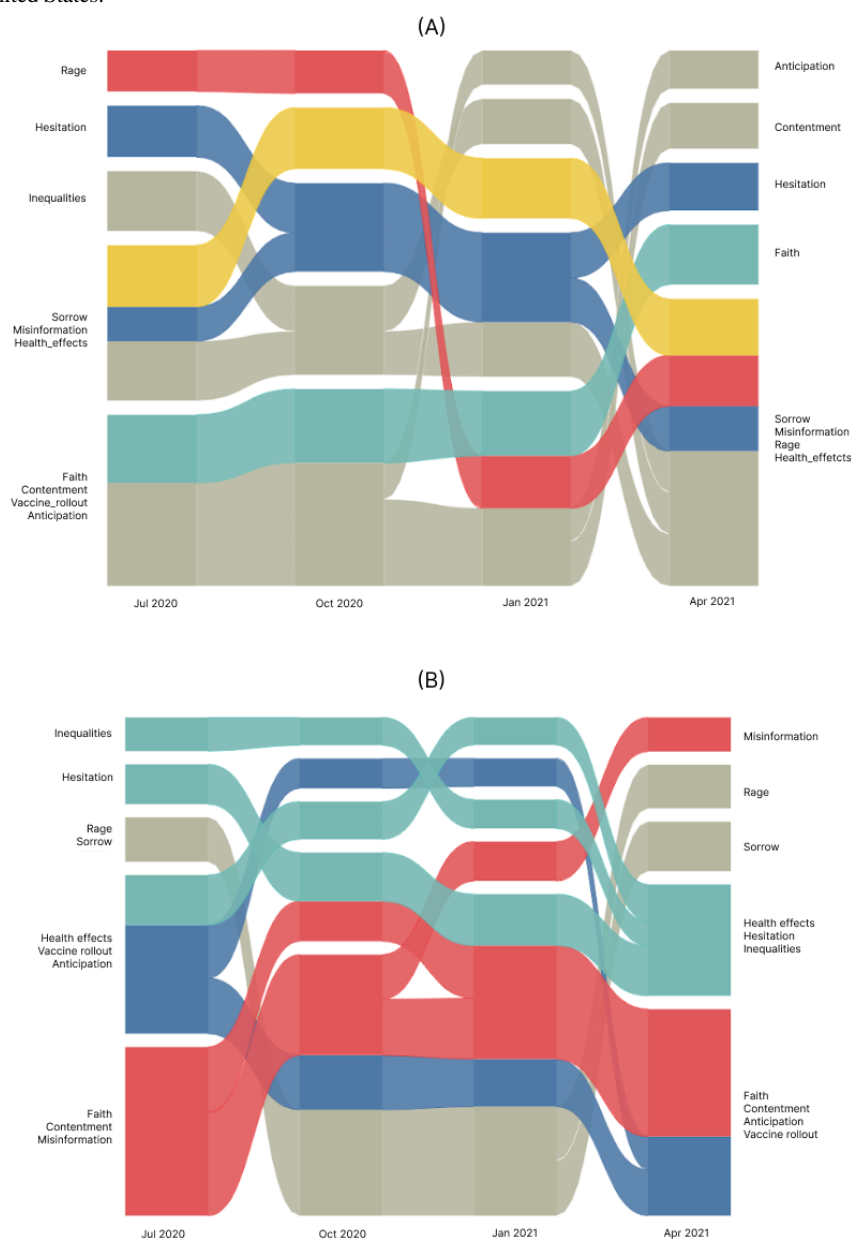 ited States.
(A)
Rage
Hesitation
Inequalities
Sorrow
Misinformation
Health_effects
Faith
Contentment
Vaccine_rollout
Anticipation
Anticipation
Contentment
Hesitation
Faith
Sorrow
Misinformation
Rage
Health_effetcts
Jul 2020
Oct 2020
Jan 2021
Apr 2021
(B)
Inequalities
Hesitation
Rage
Sorrow
Health effects
Vaccine rollout
Anticipation
Faith
Contentment
Misinformation
Misinformation
Rage
Sorrow
Health effects
Hesitation
Inequalities
Faith
Contentment
Anticipation
Vaccine rollout
Jul 2020
Oct 2020
Jan 2021
Apr 2021